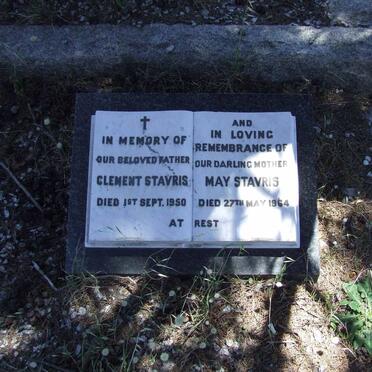 IN MEMORY OF
OUR BELOVED FATHER
CLEMENT STAVRIS
DIED 1ST SEPT. 1950
AND
IN LOVING
REMEMBRANCE OF
OUR DARLING MOTHER
MAY STAVRIS
DIED 27TH MAY 1964
AT REST